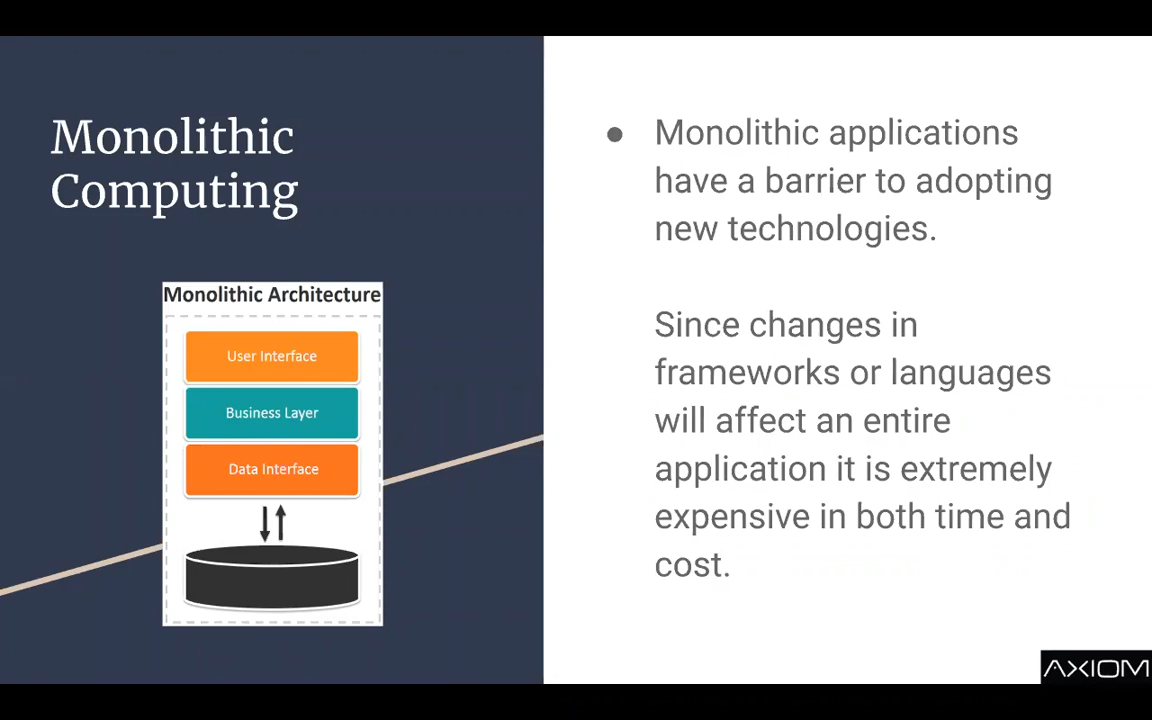 Monolithic
Computing
Monolithic Architecture
User Interface
Business Layer
Data Interface
● Monolithic applications
have a barrier to adopting
new technologies.
Since changes in
frameworks or languages
will affect an entire
application it is extremely
expensive in both time and
cost.
AXIOM